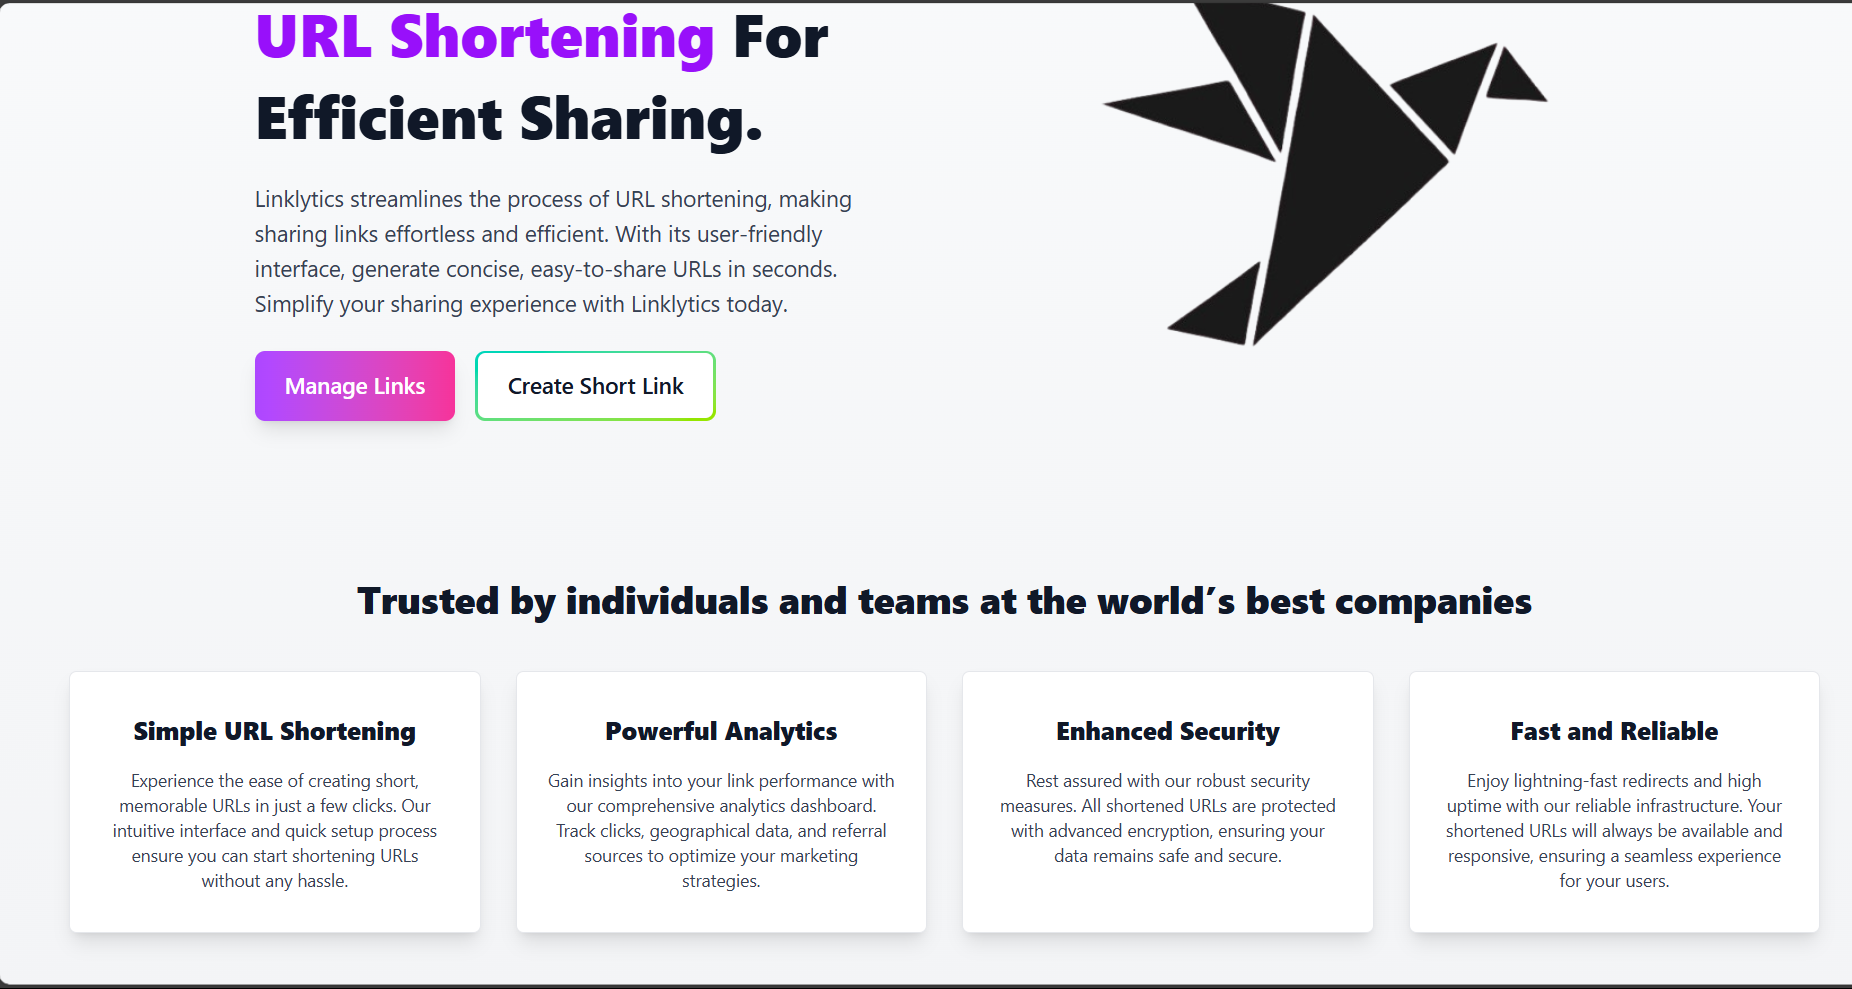 URL Shortening For
Efficient Sharing.
Linklytics streamlines the process of URL shortening, making
sharing links effortless and efficient. With its user-friendly
interface, generate concise, easy-to-share URLs in seconds.
Simplify your sharing experience with Linklytics today.
Manage Links
Create Short Link
Trusted by individuals and teams at the world's best companies
Simple URL Shortening
Experience the ease of creating short,
memorable URLs in just a few clicks. Our
intuitive interface and quick setup process
ensure you can start shortening URLs
without any hassle.
Powerful Analytics
Gain insights into your link performance with
our comprehensive analytics dashboard.
Track clicks, geographical data, and referral
sources to optimize your marketing
strategies.
Enhanced Security
Rest assured with our robust security
measures. All shortened URLs are protected
with advanced encryption, ensuring your
data remains safe and secure.
Fast and Reliable
Enjoy lightning-fast redirects and high
uptime with our reliable infrastructure. Your
shortened URLs will always be available and
responsive, ensuring a seamless experience
for your users.